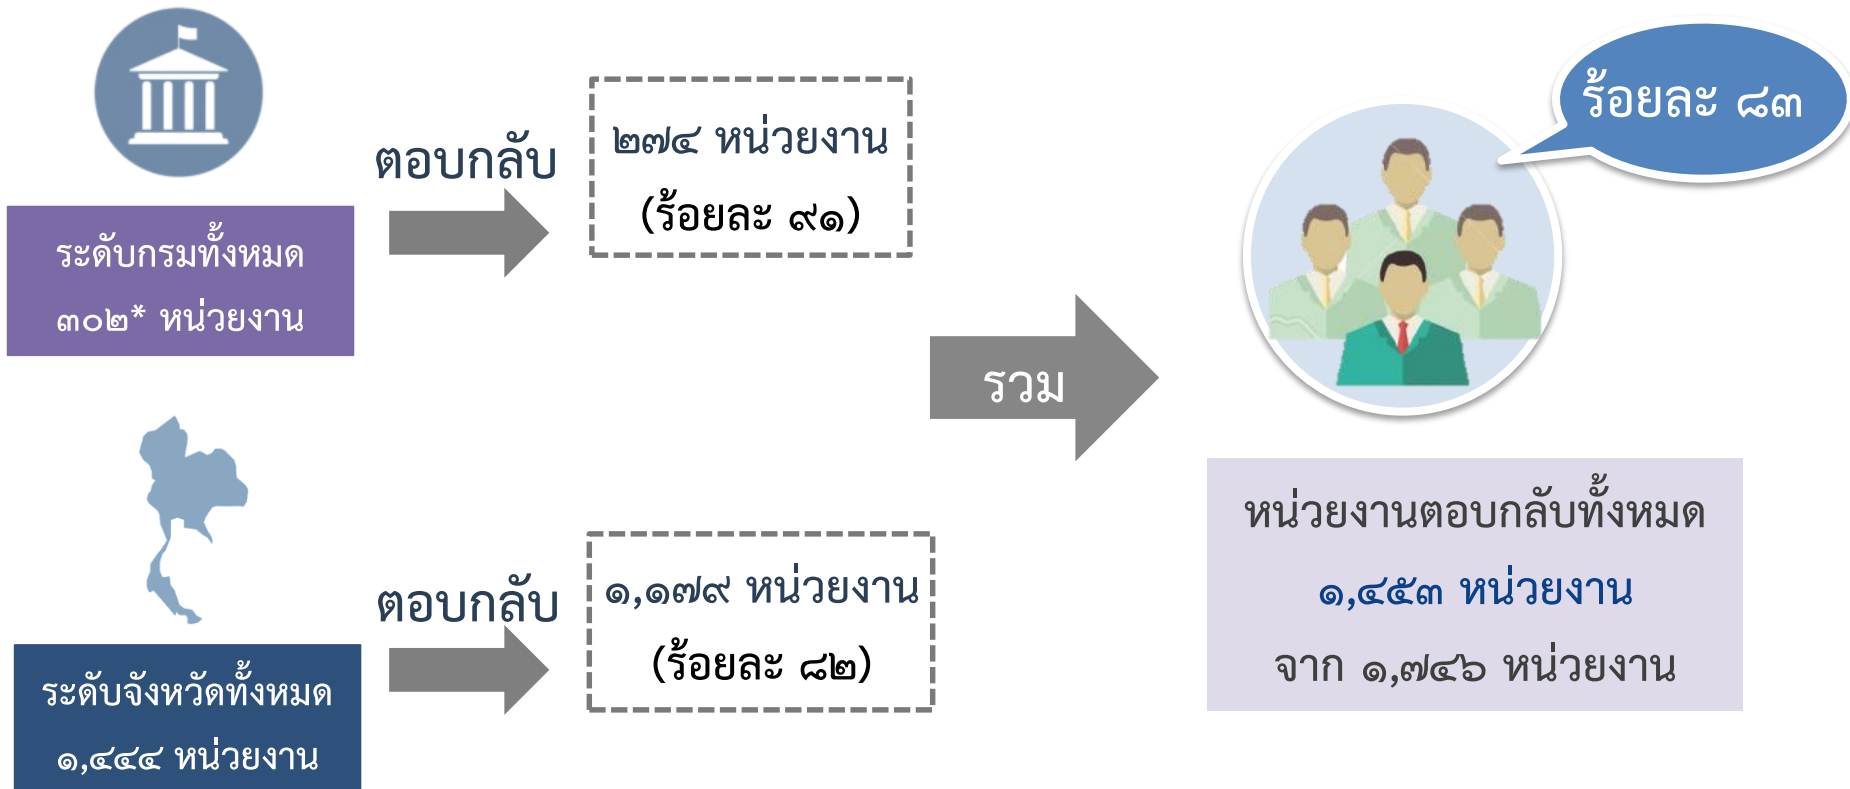 ระดับกรมทั้งหมด
๓๐๒* หน่วยงาน
ตอบกลับ
๒๗๔ หน่วยงาน
(ร้อยละ ๙๑)
ระดับจังหวัดทั้งหมด
๑,๔๔๔ หน่วยงาน
ตอบกลับ
๑,๑๗๙ หน่วยงาน
(ร้อยละ ๘๒)
รวม
ร้อยละ ๘๓
หน่วยงานตอบกลับทั้งหมด
๑,๔๕๓ หน่วยงาน
จาก ๑,๗๔๖ หน่วยงาน